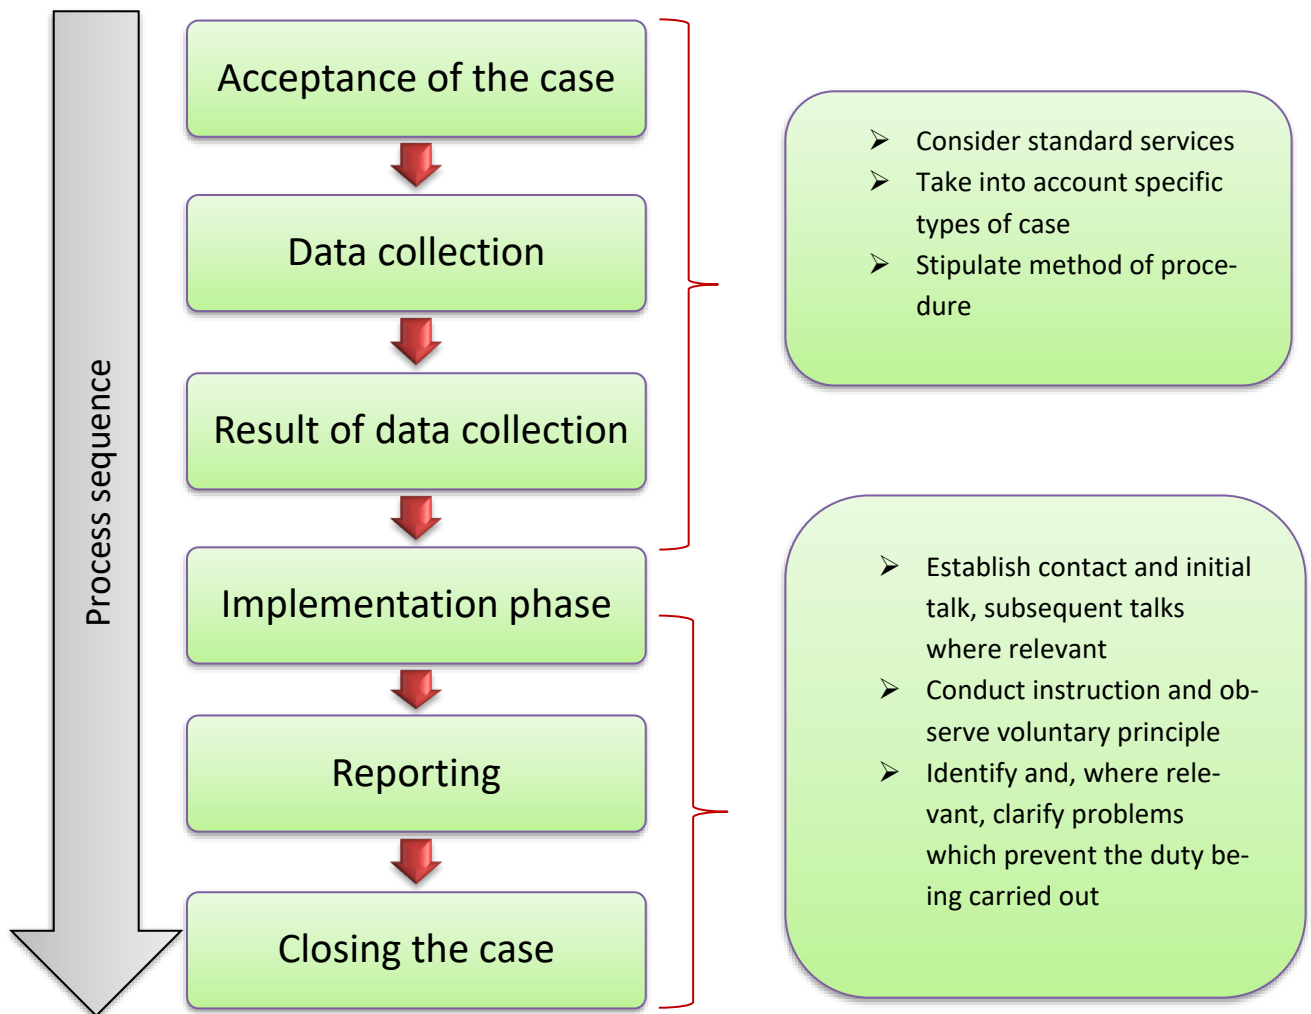 Process sequence
Acceptance of the case
Data collection
Result of data collection
Implementation phase
Reporting
Closing the case
➢ Consider standard services
➢ Take into account specific
types of case
➢ Stipulate method of proce-
dure
➢ Establish contact and initial
talk, subsequent talks
where relevant
➢ Conduct instruction and ob-
serve voluntary principle
➢ Identify and, where rele-
vant, clarify problems
which prevent the duty be-
ing carried out